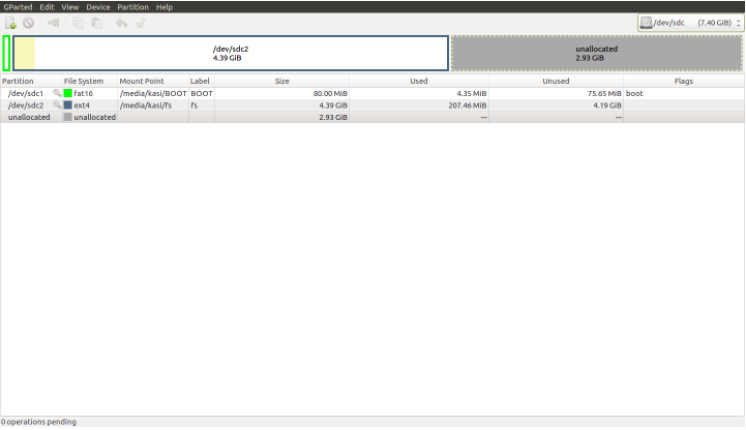 GParted Edit View Device Partition Help
/dev/sdc (7.40 GiB)
/dev/sdc2
4.39 GiB
unallocated
2.93 GiB
Partition File System Mount Point Label Size Used Unused Flags
/dev/sdc1 fat16 /media/kasi/BOOT BOOT 80.00 MiB 4.35 MiB 75.65 MiB boot
/dev/sdc2 ext4 /media/kasi/fs fs 4.39 GiB 207.46 MiB 4.19 GiB
unallocated unallocated 2.93 GiB — —
0 operations pending